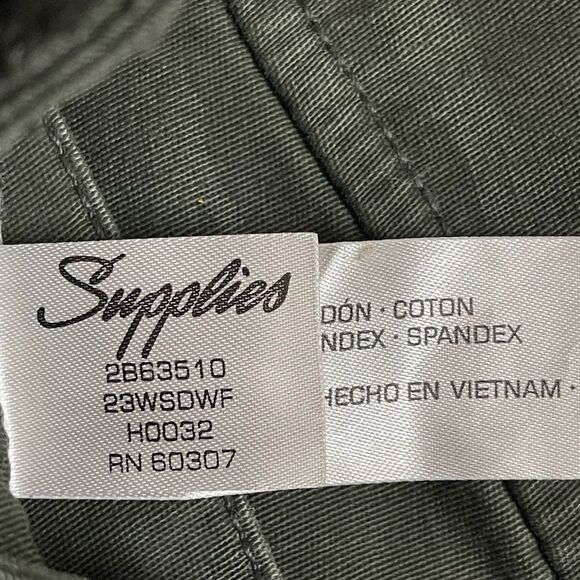 Supplies
2B63510
23WSDWF
H0032
RN 60307
DÓN · COTON
NDEX · SPANDEX
HECHO EN VIETNAM ·